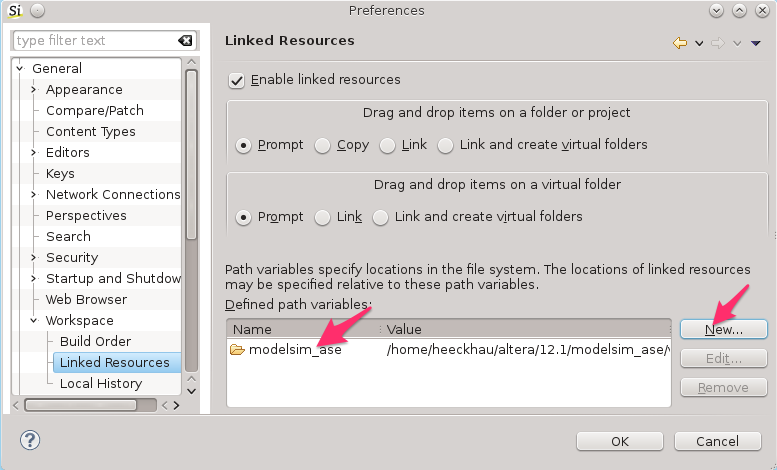 Si
Preferences
type filter text
General
Appearance
Compare/Patch
Content Types
Editors
Keys
Network Connections
Perspectives
Search
Security
Startup and Shutdow
Web Browser
Workspace
Build Order
Linked Resources
Local History
Linked Resources
Enable linked resources
Drag and drop items on a folder or project
Prompt Copy Link Link and create virtual folders
Drag and drop items on a virtual folder
Prompt Link Link and create virtual folders
Path variables specify locations in the file system. The locations of linked resources
may be specified relative to these path variables.
Defined path variables:
Name Value
modelsim_ase /home/heeckhau/altera/12.1/modelsim_ase/
New...
Edit...
Remove
?
OK Cancel